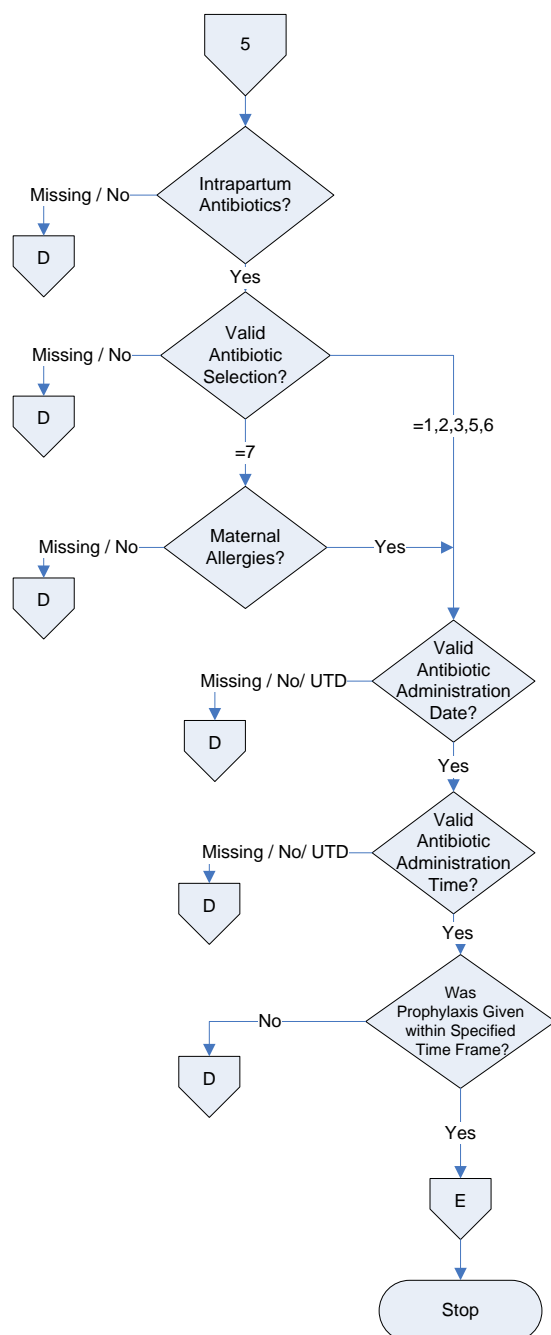 5
Intrapartum
Antibiotics?
Missing / No
D
Yes
Valid
Antibiotic
Selection?
Missing / No
D
=1,2,3,5,6
=7
Maternal
Allergies?
Missing / No
Yes
D
Valid
Antibiotic
Administration
Date?
Missing / No/ UTD
D
Yes
Valid
Antibiotic
Administration
Time?
Missing / No/ UTD
D
Yes
Was
Prophylaxis Given
within Specified
Time Frame?
No
D
Yes
E
Stop